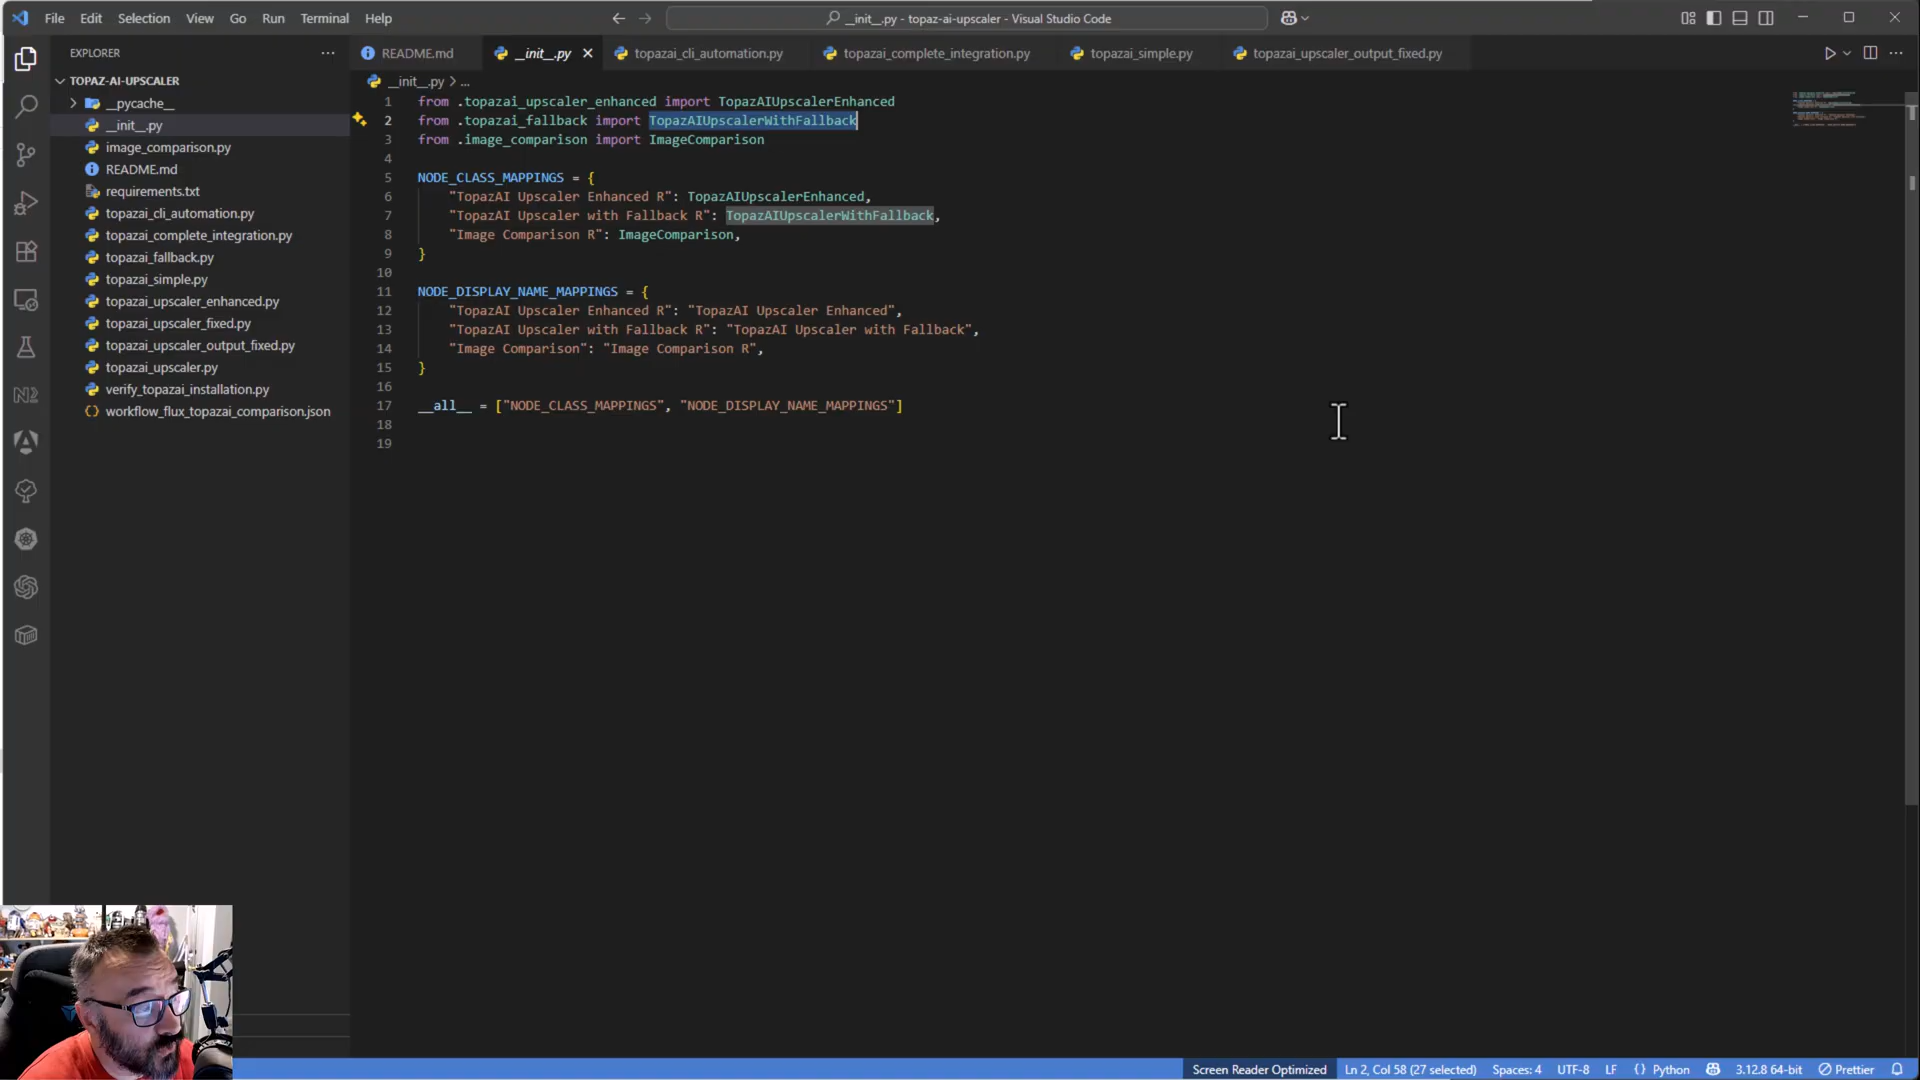 File Edit Selection View Go Run Terminal Help
__init__.py - topaz-ai-upscaler - Visual Studio Code
EXPLORER
README.md
__init__.py
topazai_cli_automation.py
topazai_complete_integration.py
topazai_simple.py
topazai_upscaler_output_fixed.py
TOPAZ-AI-UPSCALER
__pycache__
__init__.py
image_comparison.py
README.md
requirements.txt
topazai_cli_automation.py
topazai_complete_integration.py
topazai_fallback.py
topazai_simple.py
topazai_upscaler_enhanced.py
topazai_upscaler_fixed.py
topazai_upscaler_output_fixed.py
topazai_upscaler.py
verify_topazai_installation.py
workflow_flux_topazai_comparison.json
__init__.py > ...
1 from .topazai_upscaler_enhanced import TopazAIUpscalerEnhanced
2 from .topazai_fallback import TopazAIUpscalerWithFallback
3 from .image_comparison import ImageComparison
4
5 NODE_CLASS_MAPPINGS = {
6 "TopazAI Upscaler Enhanced R": TopazAIUpscalerEnhanced,
7 "TopazAI Upscaler with Fallback R": TopazAIUpscalerWithFallback,
8 "Image Comparison R": ImageComparison,
9 }
10
11 NODE_DISPLAY_NAME_MAPPINGS = {
12 "TopazAI Upscaler Enhanced R": "TopazAI Upscaler Enhanced",
13 "TopazAI Upscaler with Fallback R": "TopazAI Upscaler with Fallback",
14 "Image Comparison": "Image Comparison R",
15 }
16
17 __all__ = ["NODE_CLASS_MAPPINGS", "NODE_DISPLAY_NAME_MAPPINGS"]
18
19
Screen Reader Optimized Ln 2, Col 58 (27 selected) Spaces: 4 UTF-8 LF {} Python 3.12.8 64-bit Prettier